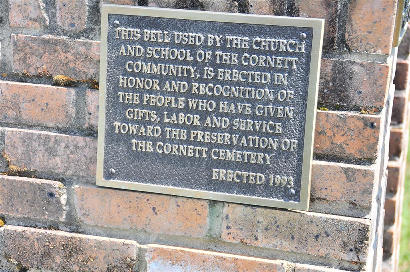 THIS BELL USED BY THE CHURCH
AND SCHOOL OF THE CORNETT
COMMUNITY, IS ERECTED IN
HONOR AND RECOGNITION OF
THE PEOPLE WHO HAVE GIVEN
GIFTS, LABOR AND SERVICE
TOWARD THE PRESERVATION OF
THE CORNETT CEMETERY
ERECTED 1993